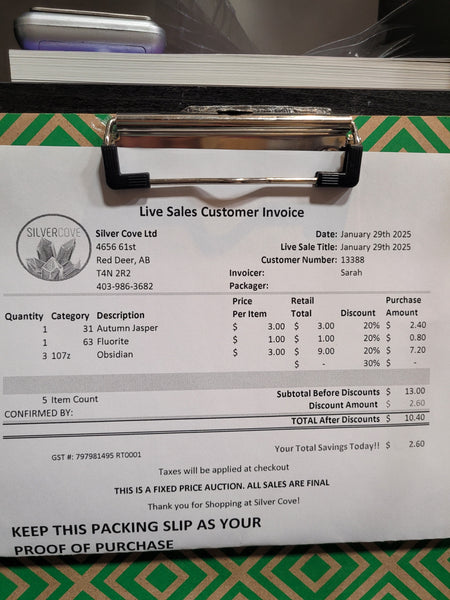 Live Sales Customer Invoice
SILVERCOVE
Silver Cove Ltd
4656 61st
Red Deer, AB
T4N 2R2
403-986-3682
Date: January 29th 2025
Live Sale Title: January 29th 2025
Customer Number: 13388
Invoicer: Sarah
Packager:
Quantity Category Description Price Per Item Retail Total Discount Purchase Amount
1 31 Autumn Jasper $ 3.00 $ 3.00 20% $ 2.40
1 63 Fluorite $ 1.00 $ 1.00 20% $ 0.80
3 107z Obsidian $ 3.00 $ 9.00 20% $ 7.20
$ - 30% $ -
5 Item Count Subtotal Before Discounts $ 13.00
CONFIRMED BY: Discount Amount $ 2.60
TOTAL After Discounts $ 10.40
GST #: 797981495 RT0001 Your Total Savings Today!! $ 2.60
Taxes will be applied at checkout
THIS IS A FIXED PRICE AUCTION. ALL SALES ARE FINAL
Thank you for Shopping at Silver Cove!
KEEP THIS PACKING SLIP AS YOUR
PROOF OF PURCHASE